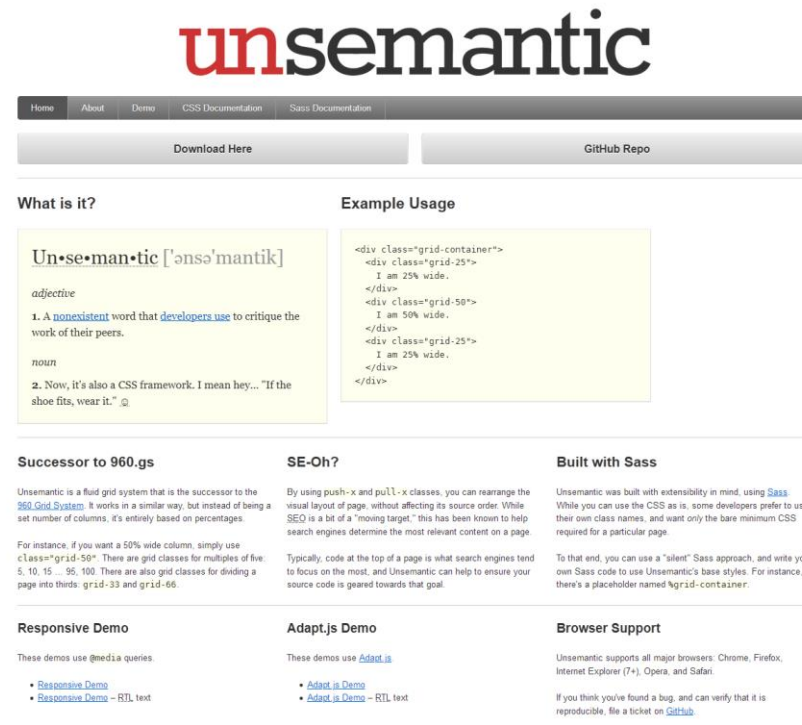 unsemantic
Home About Demo CSS Documentation Sass Documentation
Download Here
GitHub Repo
What is it?
Un•se•man•tic ['ənsə'mantik]
adjective
1. A nonexistent word that developers use to critique the
work of their peers.
noun
2. Now, it's also a CSS framework. I mean hey... "If the
shoe fits, wear it." ☺
Example Usage
<div class="grid-container">
<div class="grid-25">
I am 25% wide.
</div>
<div class="grid-50">
I am 50% wide.
</div>
<div class="grid-25">
I am 25% wide.
</div>
</div>
Successor to 960.gs
Unsemantic is a fluid grid system that is the successor to the
960 Grid System. It works in a similar way, but instead of being a
set number of columns, it's entirely based on percentages.
For instance, if you want a 50% wide column, simply use
class="grid-50". There are grid classes for multiples of five:
5, 10, 15 ... 95, 100. There are also grid classes for dividing a
page into thirds: grid-33 and grid-66.
SE-Oh?
By using push-x and pull-x classes, you can rearrange the
visual layout of page, without affecting its source order. While
SEO is a bit of a "moving target," this has been known to help
search engines determine the most relevant content on a page.
Typically, code at the top of a page is what search engines tend
to focus on the most, and Unsemantic can help to ensure your
source code is geared towards that goal.
Built with Sass
Unsemantic was built with extensibility in mind, using Sass.
While you can use the CSS as is, some developers prefer to us
their own class names, and want only the bare minimum CSS
required for a particular page.
To that end, you can use a "silent" Sass approach, and write yo
own Sass code to use Unsemantic's base styles. For instance,
there's a placeholder named %grid-container.
Responsive Demo
These demos use @media queries.
• Responsive Demo
• Responsive Demo – RTL text
Adapt.js Demo
These demos use Adapt.js.
• Adapt.js Demo
• Adapt.js Demo – RTL text
Browser Support
Unsemantic supports all major browsers: Chrome, Firefox,
Internet Explorer (7+), Opera, and Safari.
If you think you've found a bug, and can verify that it is
reproducible, file a ticket on GitHub.